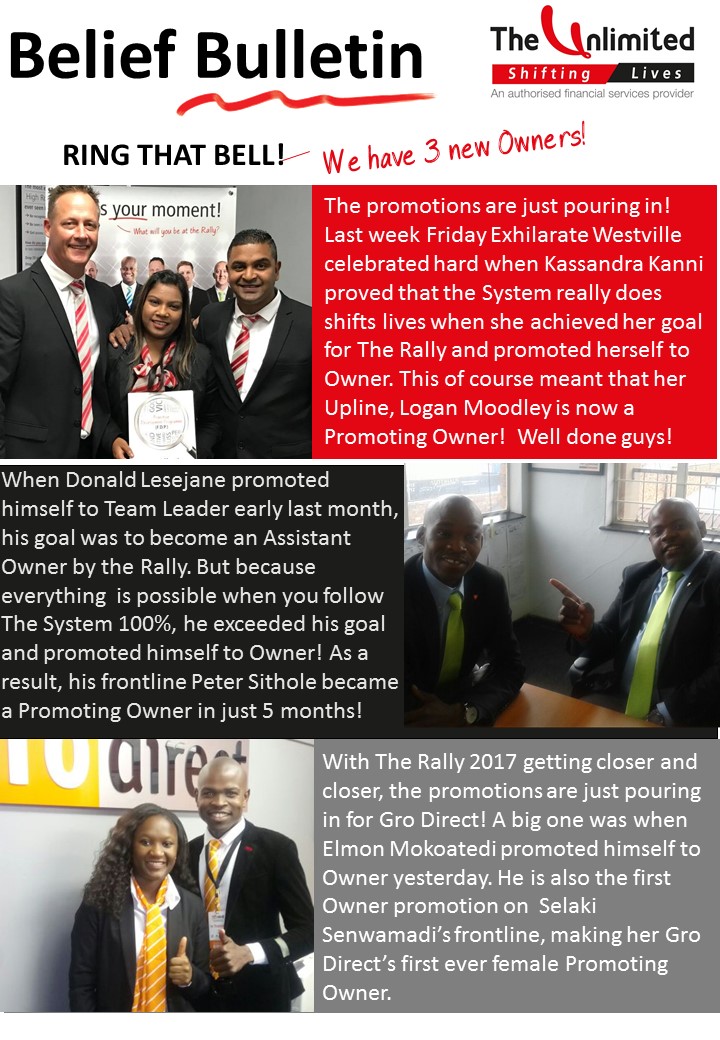 Belief Bulletin
The Unlimited
Shifting Lives
An authorised financial services provider
RING THAT BELL!
We have 3 new Owners!
s your moment!
What will you be at the Rally?
The promotions are just pouring in!
Last week Friday Exhilarate Westville
celebrated hard when Kassandra Kanni
proved that the System really does
shifts lives when she achieved her goal
for The Rally and promoted herself to
Owner. This of course meant that her
Upline, Logan Moodley is now a
Promoting Owner!  Well done guys!
When Donald Lesejane promoted
himself to Team Leader early last month,
his goal was to become an Assistant
Owner by the Rally. But because
everything  is possible when you follow
The System 100%, he exceeded his goal
and promoted himself to Owner! As a
result, his frontline Peter Sithole became
a Promoting Owner in just 5 months!
direct
With The Rally 2017 getting closer and
closer, the promotions are just pouring
in for Gro Direct! A big one was when
Elmon Mokoatedi promoted himself to
Owner yesterday. He is also the first
Owner promotion on  Selaki
Senwamadi’s frontline, making her Gro
Direct’s first ever female Promoting
Owner.